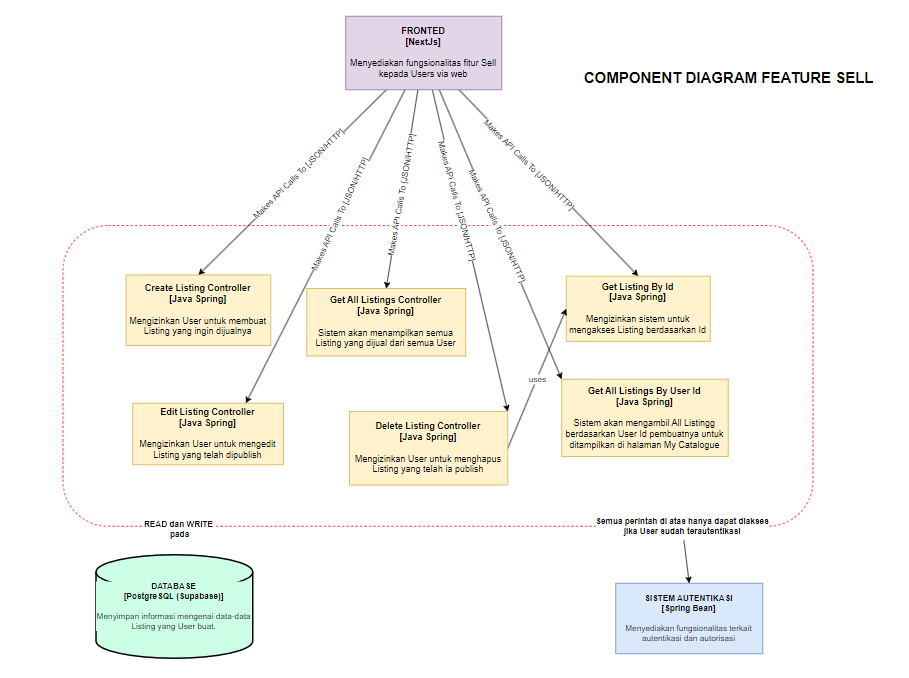 FRONTED
[NextJs]
Menyediakan fungsionalitas fitur Sell
kepada Users via web
COMPONENT DIAGRAM FEATURE SELL
Makes API Calls To [JSON/HTTP]
Makes API Calls To [JSON/HTTP]
Makes API Calls To [JSON/HTTP]
Makes API Calls To [JSON/HTTP]
Makes API Calls To [JSON/HTTP]
Makes API Calls To [JSON/HTTP]
Create Listing Controller
[Java Spring]
Mengizinkan User untuk membuat
Listing yang ingin dijualnya
Get All Listings Controller
[Java Spring]
Sistem akan menampilkan semua
Listing yang dijual dari semua User
Get Listing By Id
[Java Spring]
Mengizinkan sistem untuk
mengakses Listing berdasarkan Id
uses
Edit Listing Controller
[Java Spring]
Mengizinkan User untuk mengedit
Listing yang telah dipublish
Delete Listing Controller
[Java Spring]
Mengizinkan User untuk menghapus
Listing yang telah ia publish
Get All Listings By User Id
[Java Spring]
Sistem akan mengambil All Listingg
berdasarkan User Id pembuatnya untuk
ditampilkan di halaman My Catalogue
READ dan WRITE
pada
Semua perintah di atas hanya dapat diakses
jika User sudah terautentikasi
DATABASE
[PostgreSQL (Supabase)]
Menyimpan informasi mengenai data-data
Listing yang User buat.
SISTEM AUTENTIKASI
[Spring Bean]
Menyediakan fungsionalitas terkait
autentikasi dan autorisasi